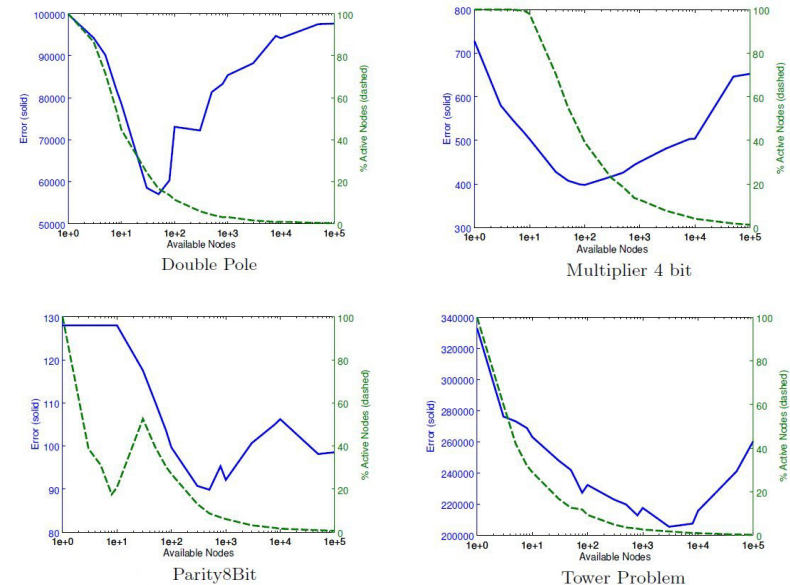 100000
90000
80000
70000
60000
50000
Error (solid)
100
80
60
40
20
0
% Active Nodes (dashed)
1e+0 1e+1 1e+2 1e+3 1e+4 1e+5
Available Nodes
Double Pole
800
700
600
500
400
300
Error (solid)
100
80
60
40
20
0
% Active Nodes (dashed)
1e+0 1e+1 1e+2 1e+3 1e+4 1e+5
Available Nodes
Multiplier 4 bit
130
120
110
100
90
80
Error (solid)
100
80
60
40
20
0
% Active Nodes (dashed)
1e+0 1e+1 1e+2 1e+3 1e+4 1e+5
Available Nodes
Parity8Bit
340000
320000
300000
280000
260000
240000
220000
200000
Error (solid)
100
80
60
40
20
0
% Active Nodes (dashed)
1e+0 1e+1 1e+2 1e+3 1e+4 1e+5
Available Nodes
Tower Problem